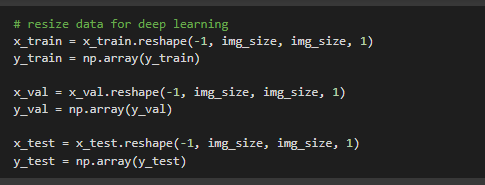 # resize data for deep learning
x_train = x_train.reshape(-1, img_size, img_size, 1)
y_train = np.array(y_train)
x_val = x_val.reshape(-1, img_size, img_size, 1)
y_val = np.array(y_val)
x_test = x_test.reshape(-1, img_size, img_size, 1)
y_test = np.array(y_test)